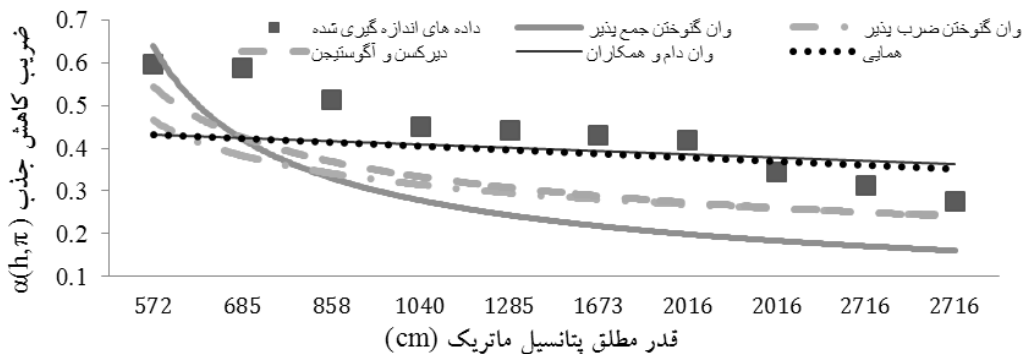 ضریب کاهش جذب α(h,π)
0.7
0.6
0.5
0.4
0.3
0.2
0.1
داده های اندازه گیری شده
وان گنوختن جمع پذیر
وان گنوختن ضرب پذیر
دیرکسن و آگوستیجن
وان دام و همکاران
همایی
572 685 858 1040 1285 1673 2016 2016 2716 2716
قدر مطلق پتانسیل ماتریک (cm)